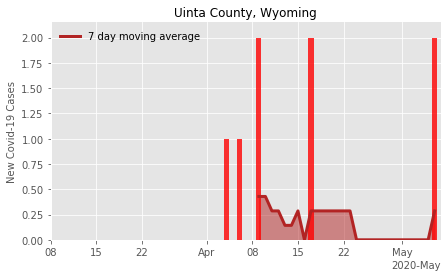 Uinta County, Wyoming
7 day moving average
New Covid-19 Cases
2.00
1.75
1.50
1.25
1.00
0.75
0.50
0.25
0.00
08
15
22
Apr
08
15
22
May
2020-May